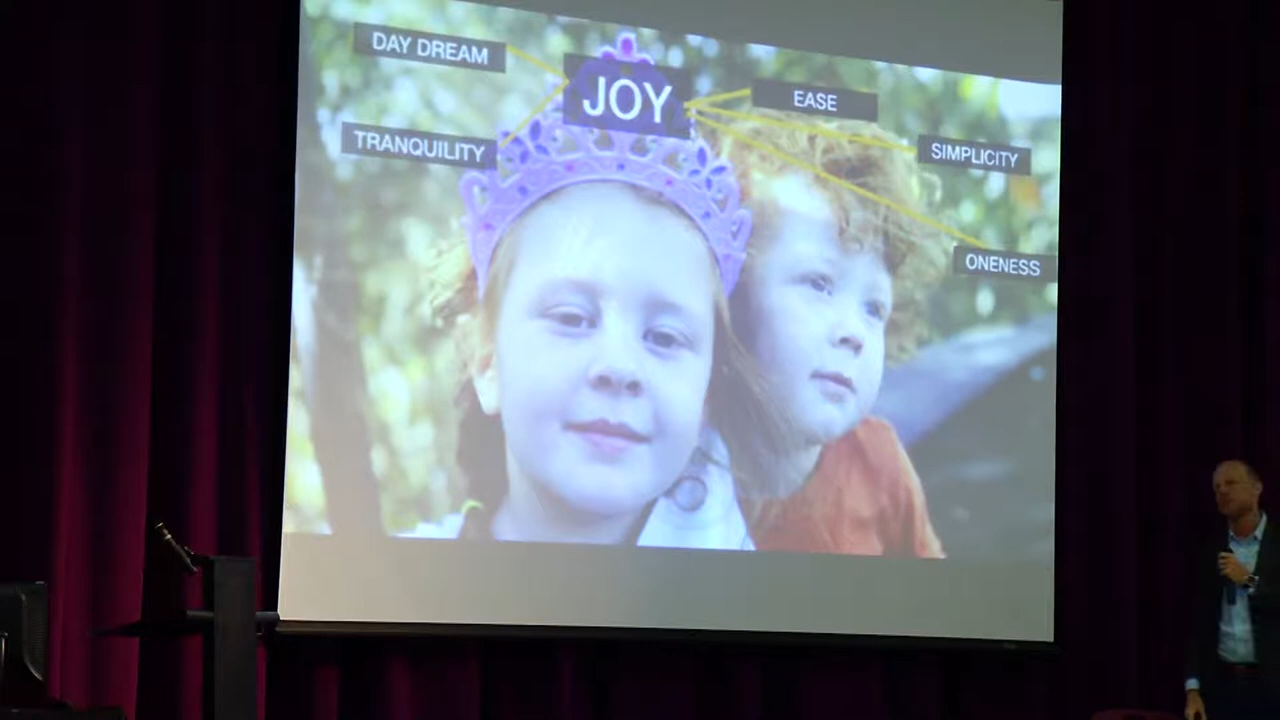 DAY DREAM
JOY
EASE
TRANQUILITY
SIMPLICITY
ONENESS